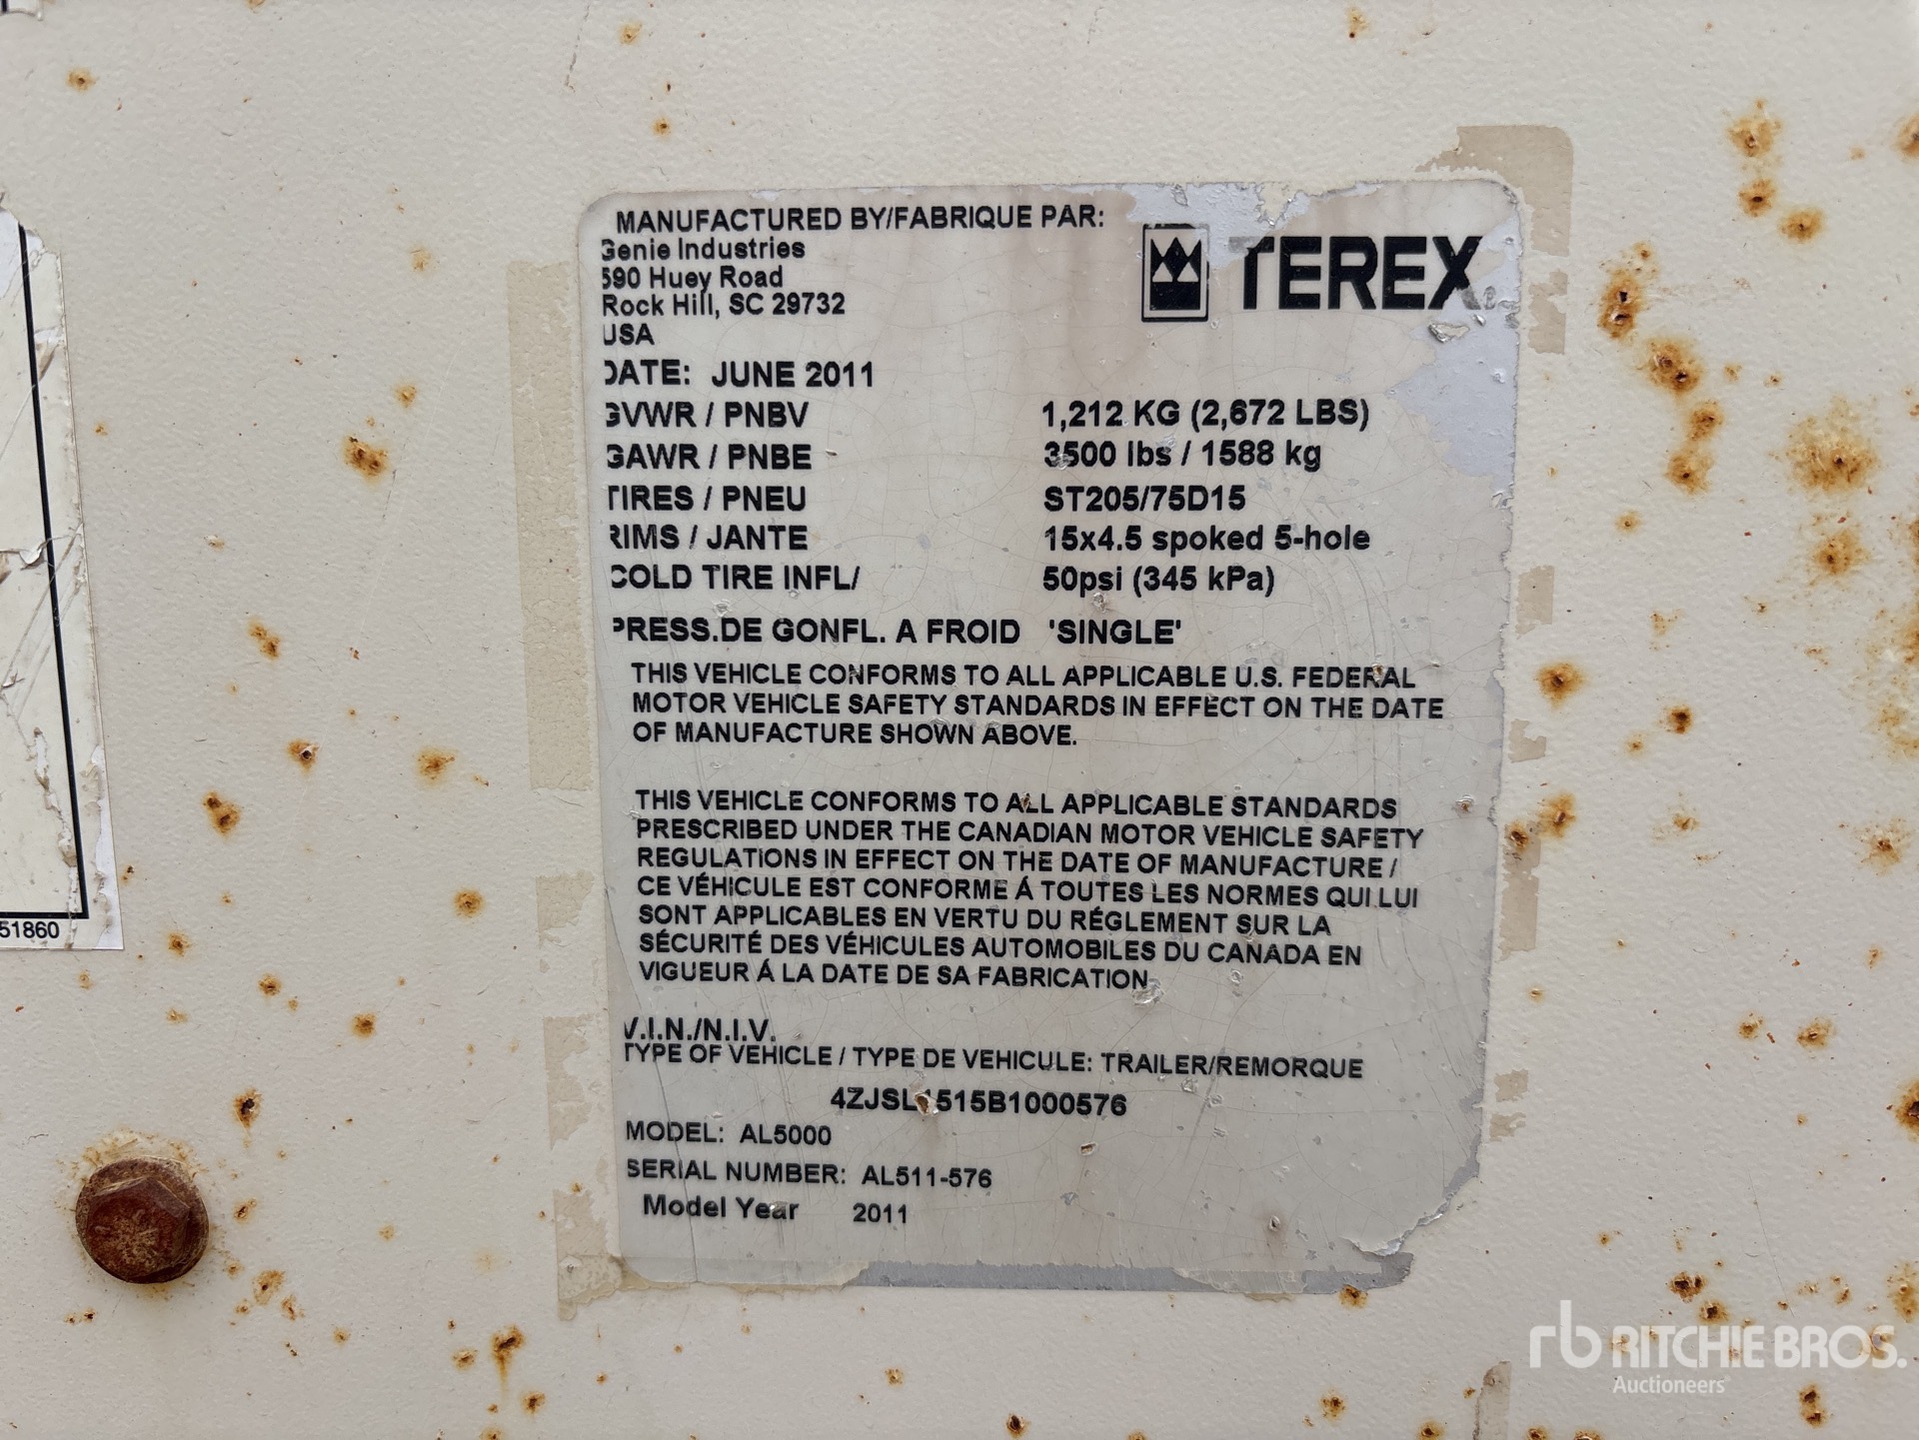 MANUFACTURED BY/FABRIQUE PAR:
Genie Industries
590 Huey Road
Rock Hill, SC 29732
USA
TEREX
DATE: JUNE 2011
GVWR / PNBV 1,212 KG (2,672 LBS)
GAWR / PNBE 3500 lbs / 1588 kg
TIRES / PNEU ST205/75D15
RIMS / JANTE 15x4.5 spoked 5-hole
COLD TIRE INFL/ 50psi (345 kPa)
PRESS.DE GONFL. A FROID 'SINGLE'
THIS VEHICLE CONFORMS TO ALL APPLICABLE U.S. FEDERAL
MOTOR VEHICLE SAFETY STANDARDS IN EFFECT ON THE DATE
OF MANUFACTURE SHOWN ABOVE.
THIS VEHICLE CONFORMS TO ALL APPLICABLE STANDARDS
PRESCRIBED UNDER THE CANADIAN MOTOR VEHICLE SAFETY
REGULATIONS IN EFFECT ON THE DATE OF MANUFACTURE /
CE VÉHICULE EST CONFORME Á TOUTES LES NORMES QUI LUI
SONT APPLICABLES EN VERTU DU RÉGLEMENT SUR LA
SÉCURITÉ DES VÉHICULES AUTOMOBILES DU CANADA EN
VIGUEUR Á LA DATE DE SA FABRICATION
V.I.N./N.I.V.
TYPE OF VEHICLE / TYPE DE VEHICULE: TRAILER/REMORQUE
4ZJSL1515B1000576
MODEL: AL5000
SERIAL NUMBER: AL511-576
Model Year 2011
51860
rb RITCHIE BROS.
Auctioneers